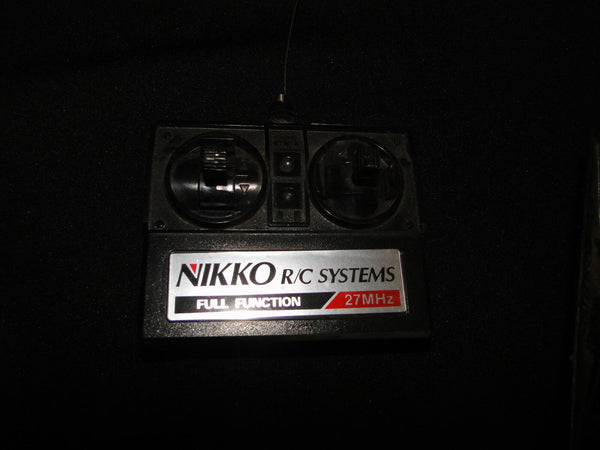 NIKKO R/C SYSTEMS
FULL FUNCTION 27MHz